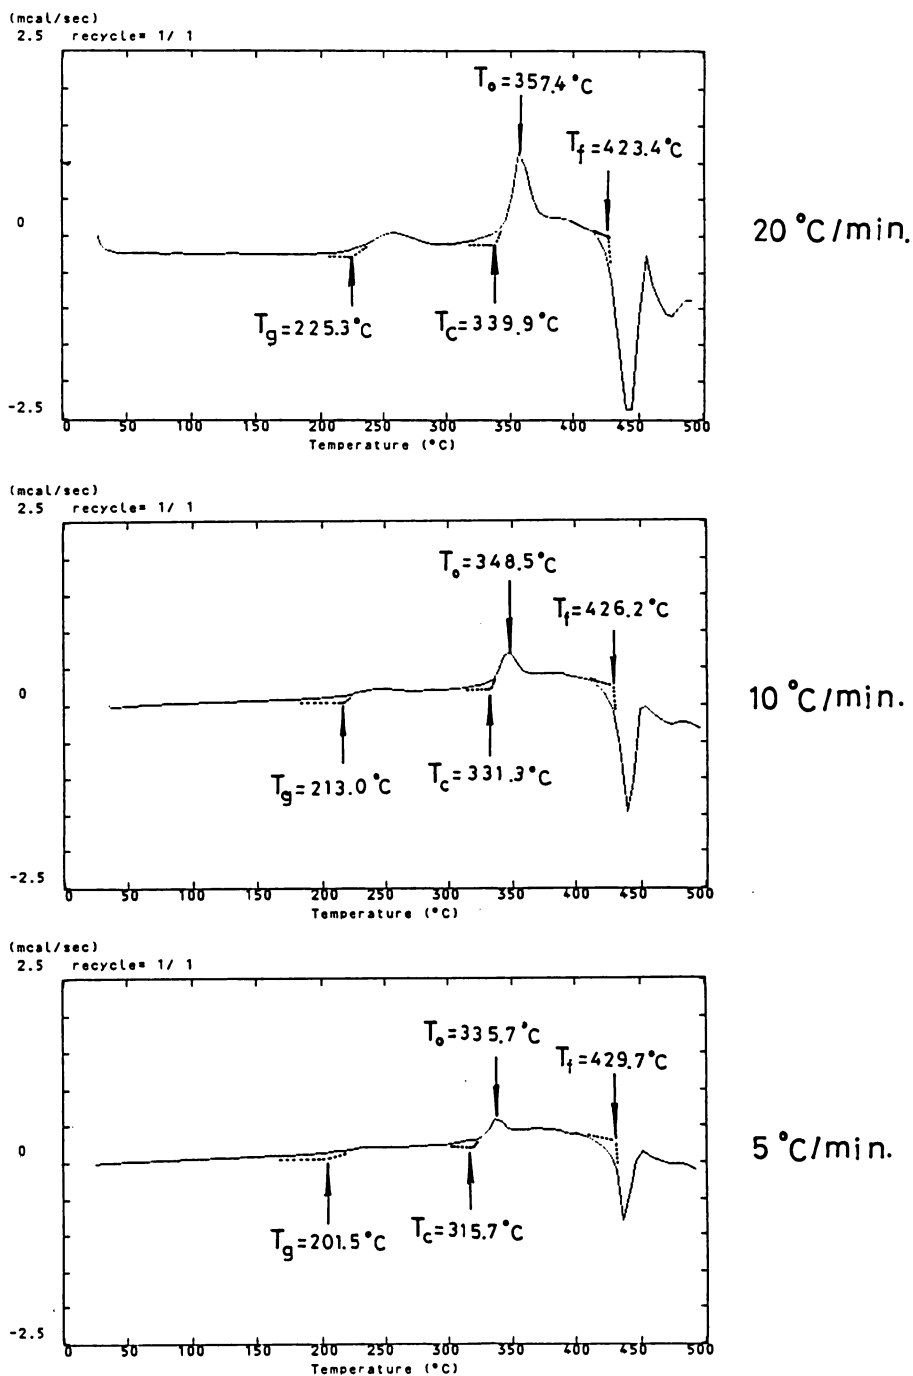 (mcal/sec)
2.5 recycle= 1/ 1
To=357.4°C
Tf=423.4°C
0
20 °C/min.
Tg=225.3°C
Tc=339.9°C
-2.5
0 50 100 150 200 250 300 350 400 450 500
Temperature (°C)
(mcal/sec)
2.5 recycle= 1/ 1
To=348.5°C
Tf=426.2°C
0
10 °C/min.
Tg=213.0°C
Tc=331.3°C
-2.5
0 50 100 150 200 250 300 350 400 450 500
Temperature (°C)
(mcal/sec)
2.5 recycle= 1/ 1
To=335.7°C
Tf=429.7°C
0
5 °C/min.
Tg=201.5°C
Tc=315.7°C
-2.5
0 50 100 150 200 250 300 350 400 450 500
Temperature (°C)